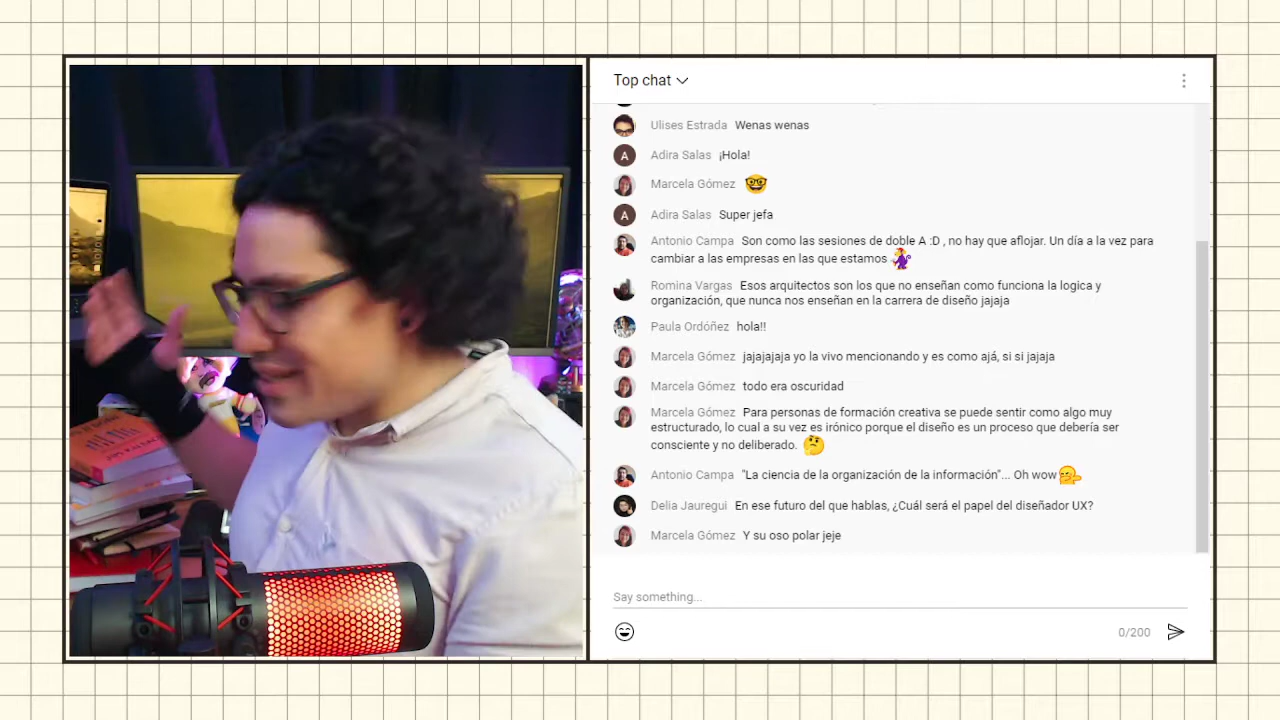 Top chat
Ulises Estrada Wenas wenas
A Adira Salas ¡Hola!
Marcela Gómez 🤓
A Adira Salas Super jefa
Antonio Campa Son como las sesiones de doble A :D , no hay que aflojar. Un día a la vez para
cambiar a las empresas en las que estamos
Romina Vargas Esos arquitectos son los que no enseñan como funciona la logica y
organización, que nunca nos enseñan en la carrera de diseño jajaja
Paula Ordóñez hola!!
Marcela Gómez jajajajaja yo la vivo mencionando y es como ajá, si si jajaja
Marcela Gómez todo era oscuridad
Marcela Gómez Para personas de formación creativa se puede sentir como algo muy
estructurado, lo cual a su vez es irónico porque el diseño es un proceso que debería ser
consciente y no deliberado. 🤔
Antonio Campa "La ciencia de la organización de la información"... Oh wow
Delia Jauregui En ese futuro del que hablas, ¿Cuál será el papel del diseñador UX?
Marcela Gómez Y su oso polar jeje
Say something...
0/200